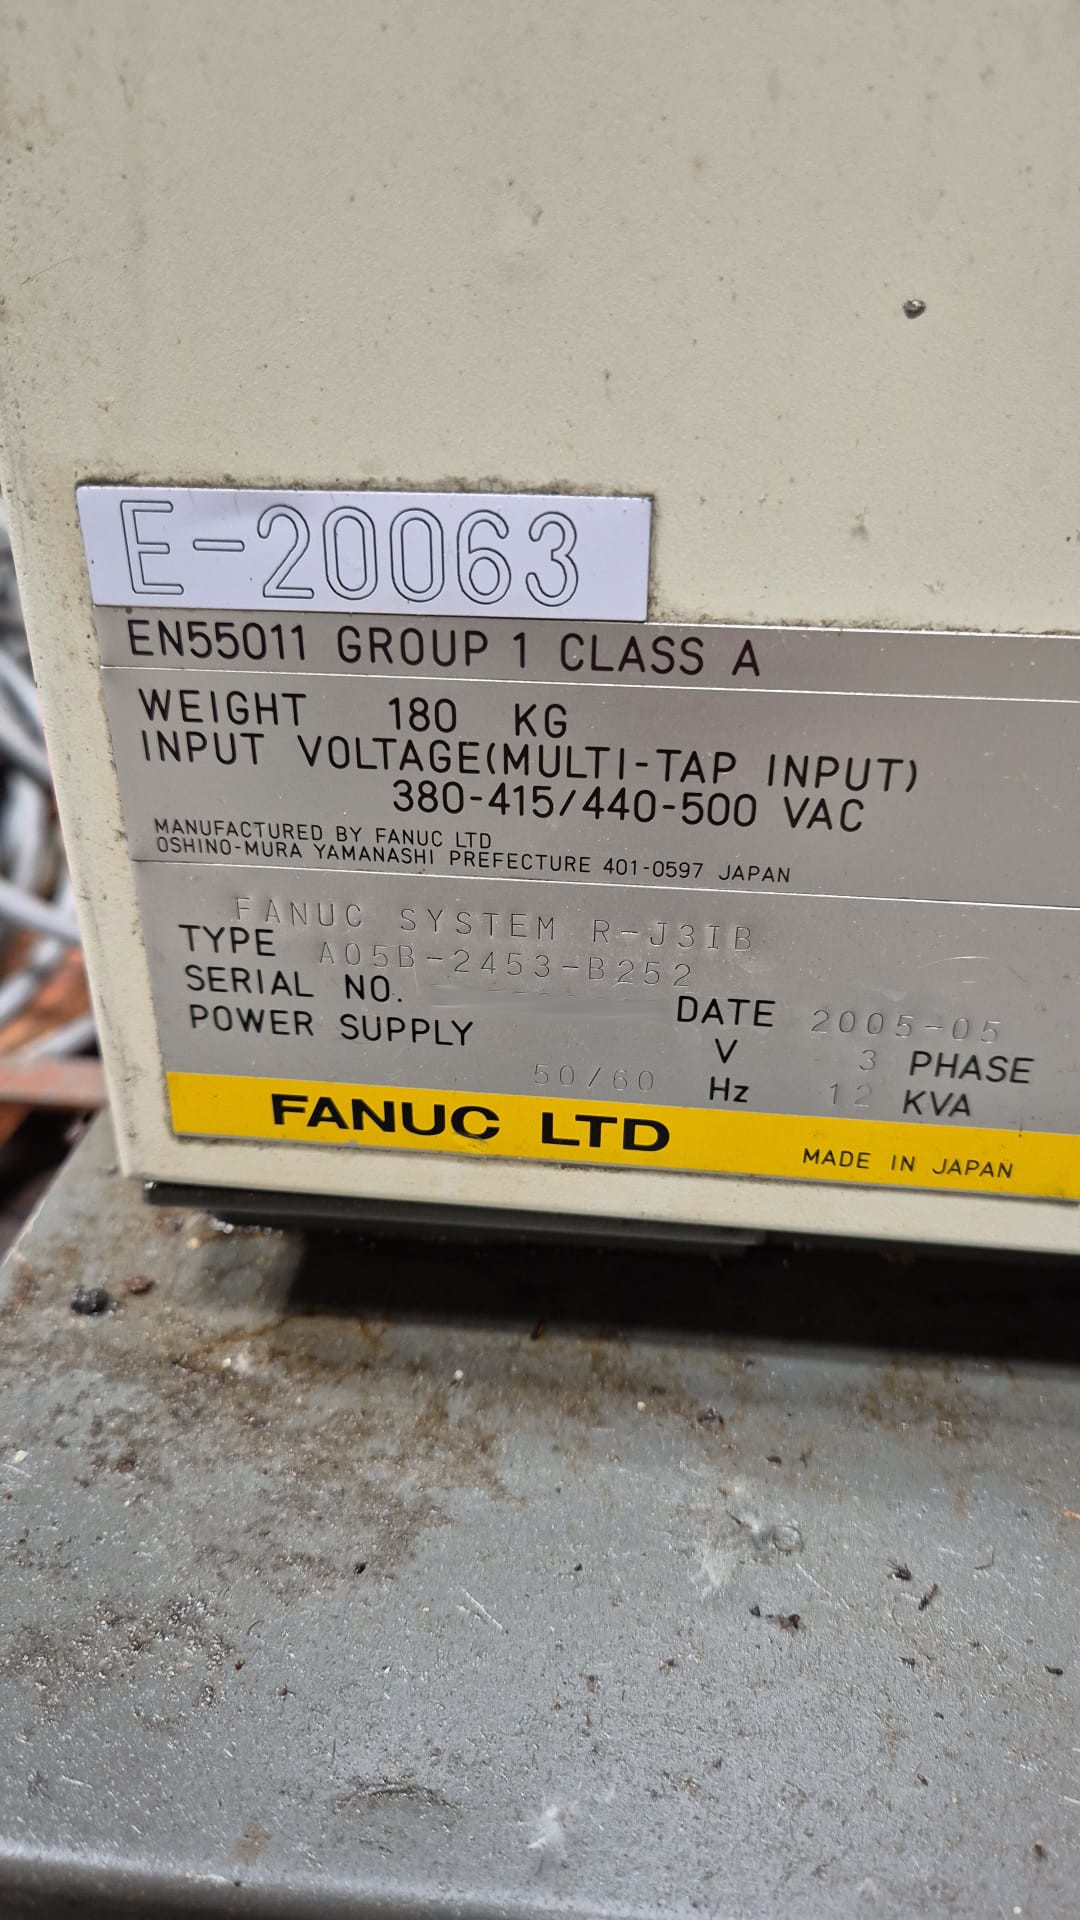 E-20063
EN55011 GROUP 1 CLASS A
WEIGHT 180 KG
INPUT VOLTAGE(MULTI-TAP INPUT)
380-415/440-500 VAC
MANUFACTURED BY FANUC LTD
OSHINO-MURA YAMANASHI PREFECTURE 401-0597 JAPAN
FANUC SYSTEM R-J3IB
TYPE A05B-2453-B252
SERIAL NO. DATE 2005-05
POWER SUPPLY V 3 PHASE
50/60 Hz 12 KVA
FANUC LTD MADE IN JAPAN